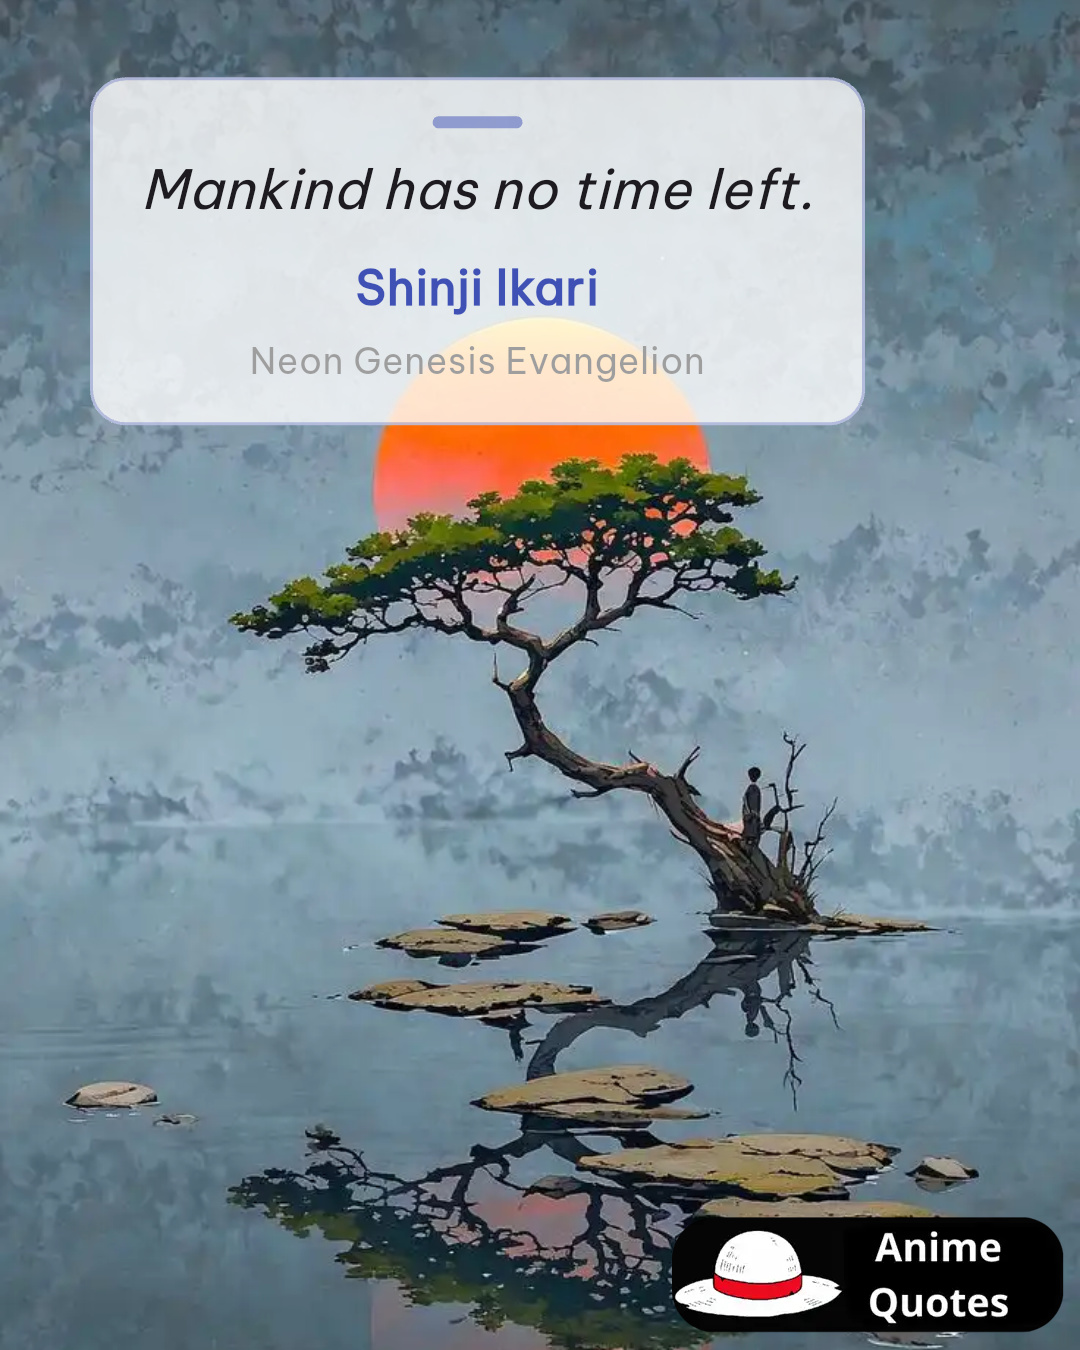 Mankind has no time left.
Shinji Ikari
Neon Genesis Evangelion
Anime
Quotes